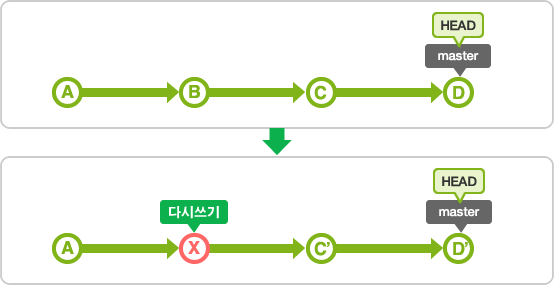 HEAD
master
A B C D
HEAD
다시쓰기
master
A X C' D'